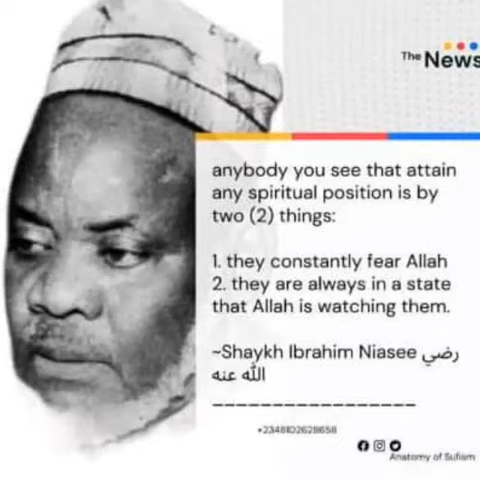 The News
anybody you see that attain
any spiritual position is by
two (2) things:
1. they constantly fear Allah
2. they are always in a state
that Allah is watching them.
~Shaykh Ibrahim Niasee رضي
الله عنه
------------------
+2348102628658
Anatomy of Sufism